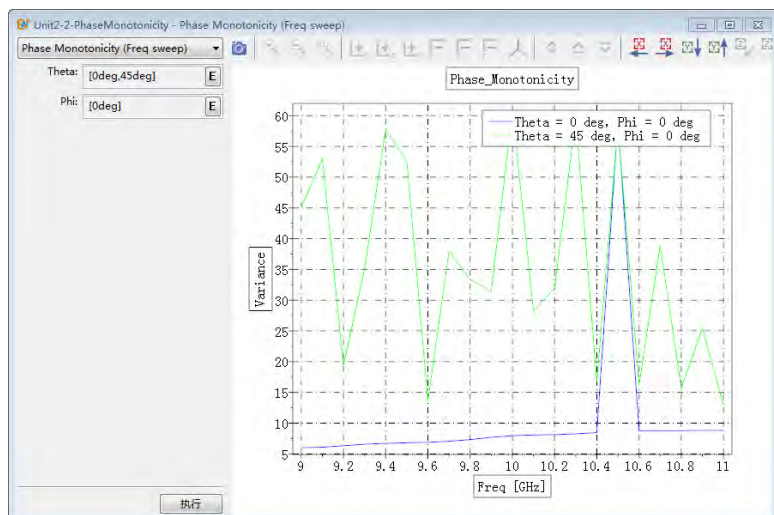 Unit2-2-PhaseMonotonicity - Phase Monotonicity (Freq sweep)
Phase Monotonicity (Freq sweep)
Theta: [0deg,45deg] E
Phi: [0deg] E
Phase_Monotonicity
Theta = 0 deg, Phi = 0 deg
Theta = 45 deg, Phi = 0 deg
60
55
50
45
40
35
30
25
20
15
10
5
Variance
9 9.2 9.4 9.6 9.8 10 10.2 10.4 10.6 10.8 11
Freq [GHz]
执行